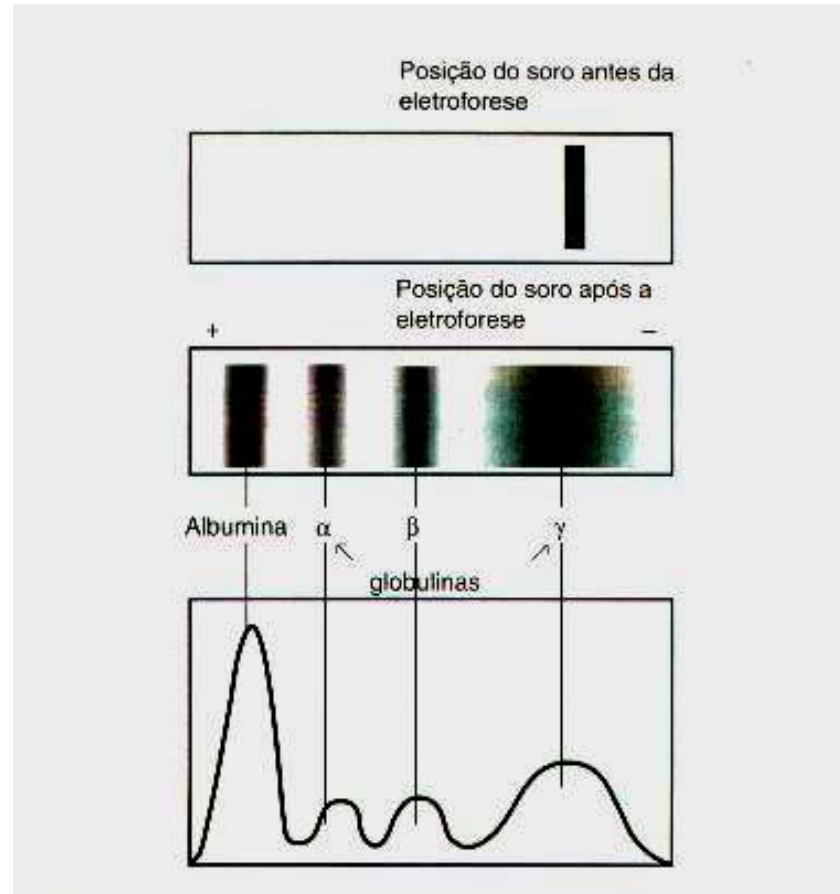 Posição do soro antes da
eletroforese
Posição do soro após a
eletroforese
+ −
Albumina α β γ
globulinas